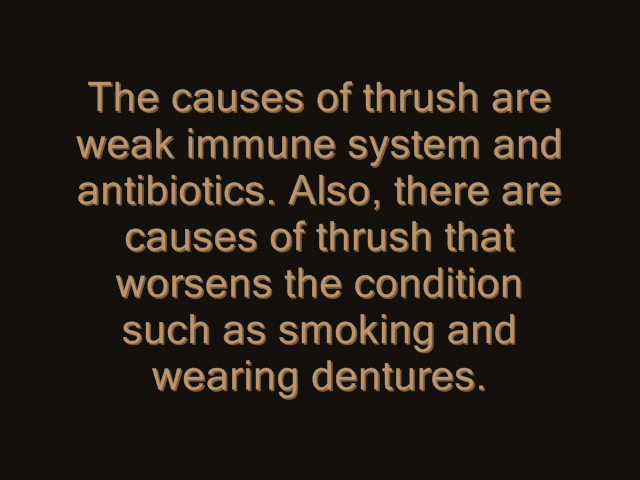 The causes of thrush are
weak immune system and
antibiotics. Also, there are
causes of thrush that
worsens the condition
such as smoking and
wearing dentures.